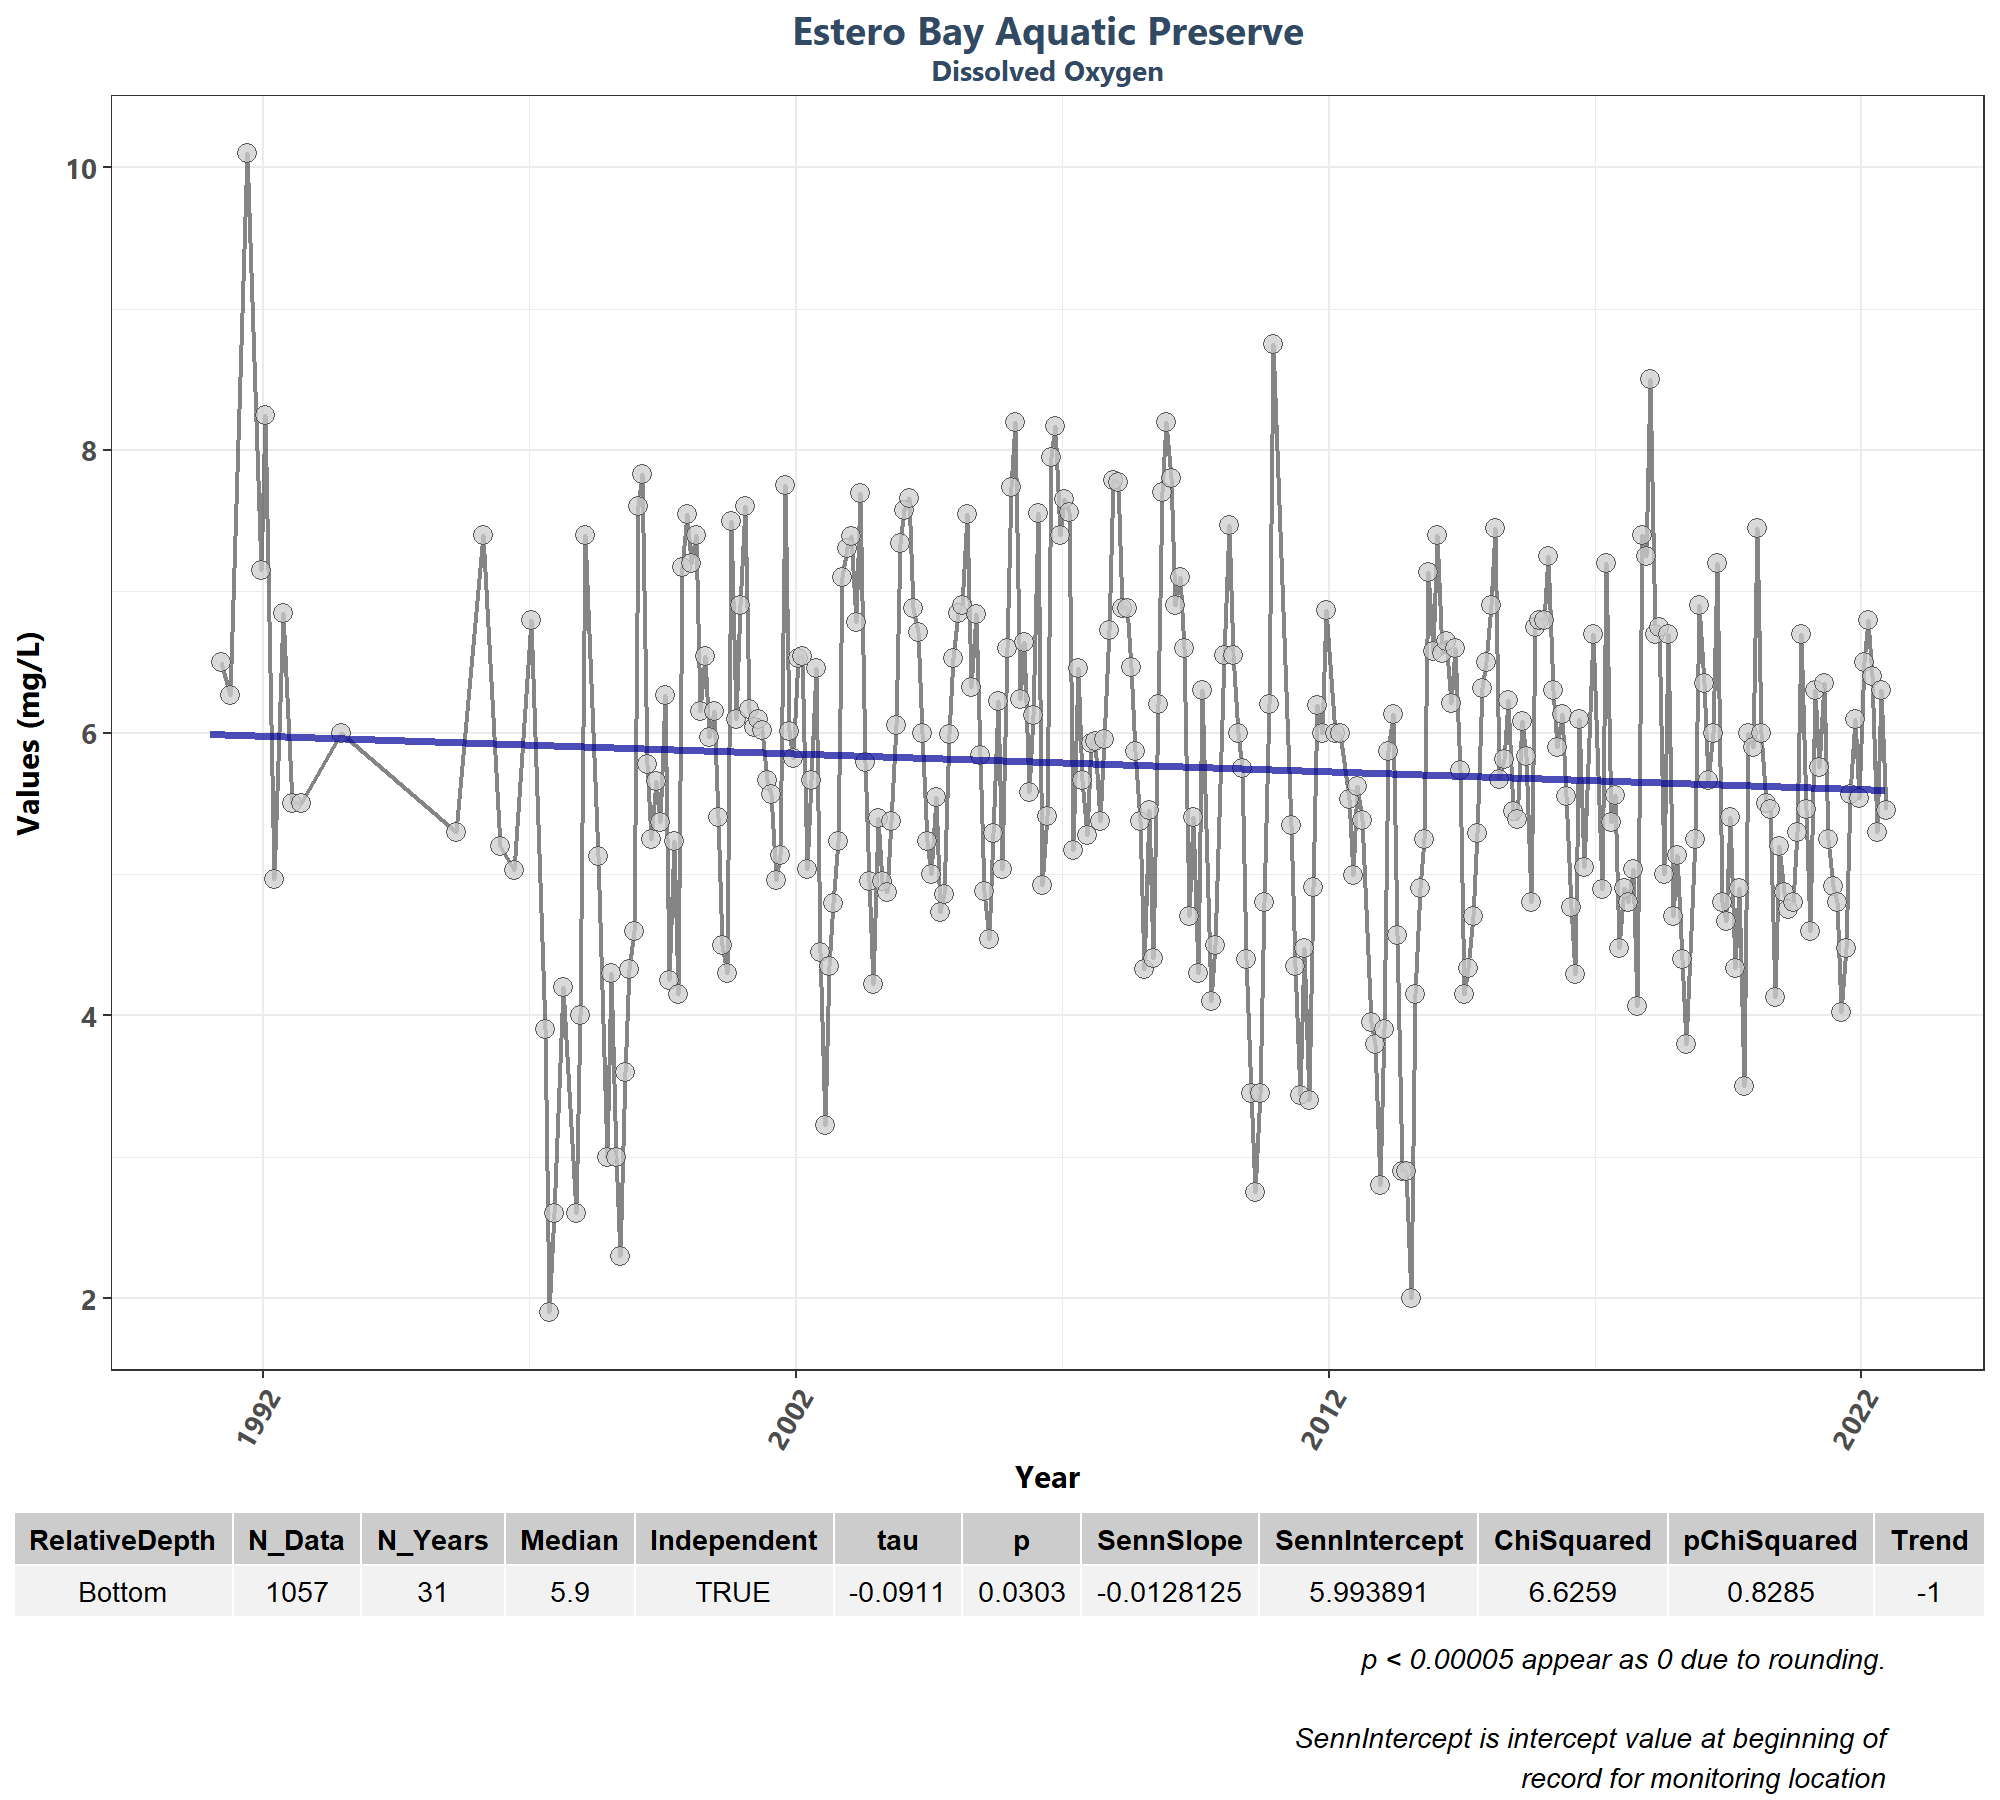 Estero Bay Aquatic Preserve
Dissolved Oxygen
Values (mg/L)
10
8
6
4
2
1992
2002
2012
2022
Year
RelativeDepth N_Data N_Years Median Independent tau p SennSlope SennIntercept ChiSquared pChiSquared Trend
Bottom 1057 31 5.9 TRUE -0.0911 0.0303 -0.0128125 5.993891 6.6259 0.8285 -1
p < 0.00005 appear as 0 due to rounding.
SennIntercept is intercept value at beginning of
record for monitoring location